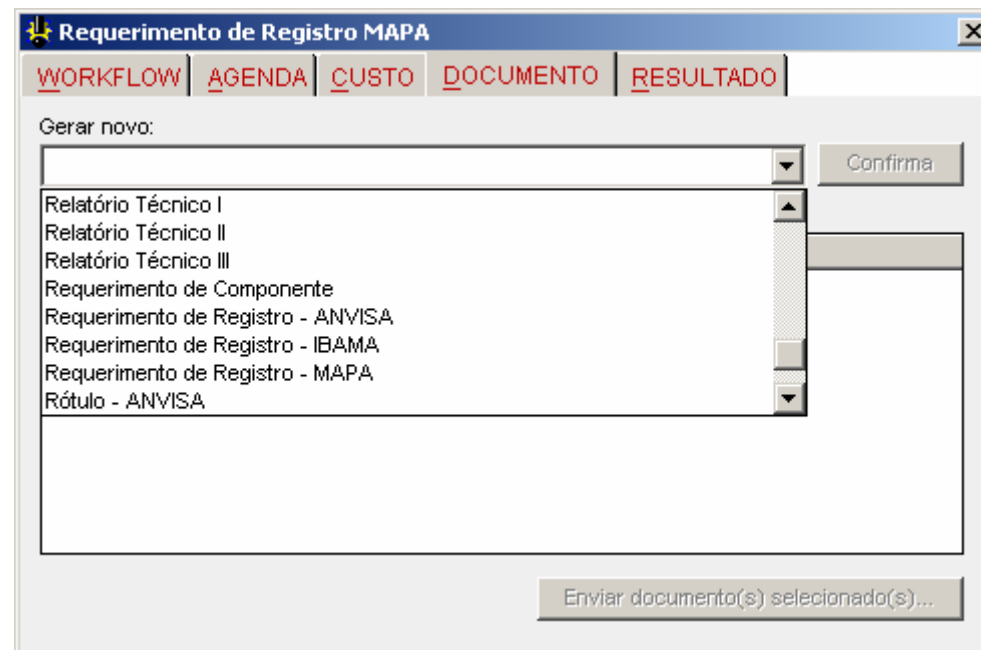 Requerimento de Registro MAPA
WORKFLOW AGENDA CUSTO DOCUMENTO RESULTADO
Gerar novo:
Confirma
Relatório Técnico I
Relatório Técnico II
Relatório Técnico III
Requerimento de Componente
Requerimento de Registro - ANVISA
Requerimento de Registro - IBAMA
Requerimento de Registro - MAPA
Rótulo - ANVISA
Enviar documento(s) selecionado(s)...